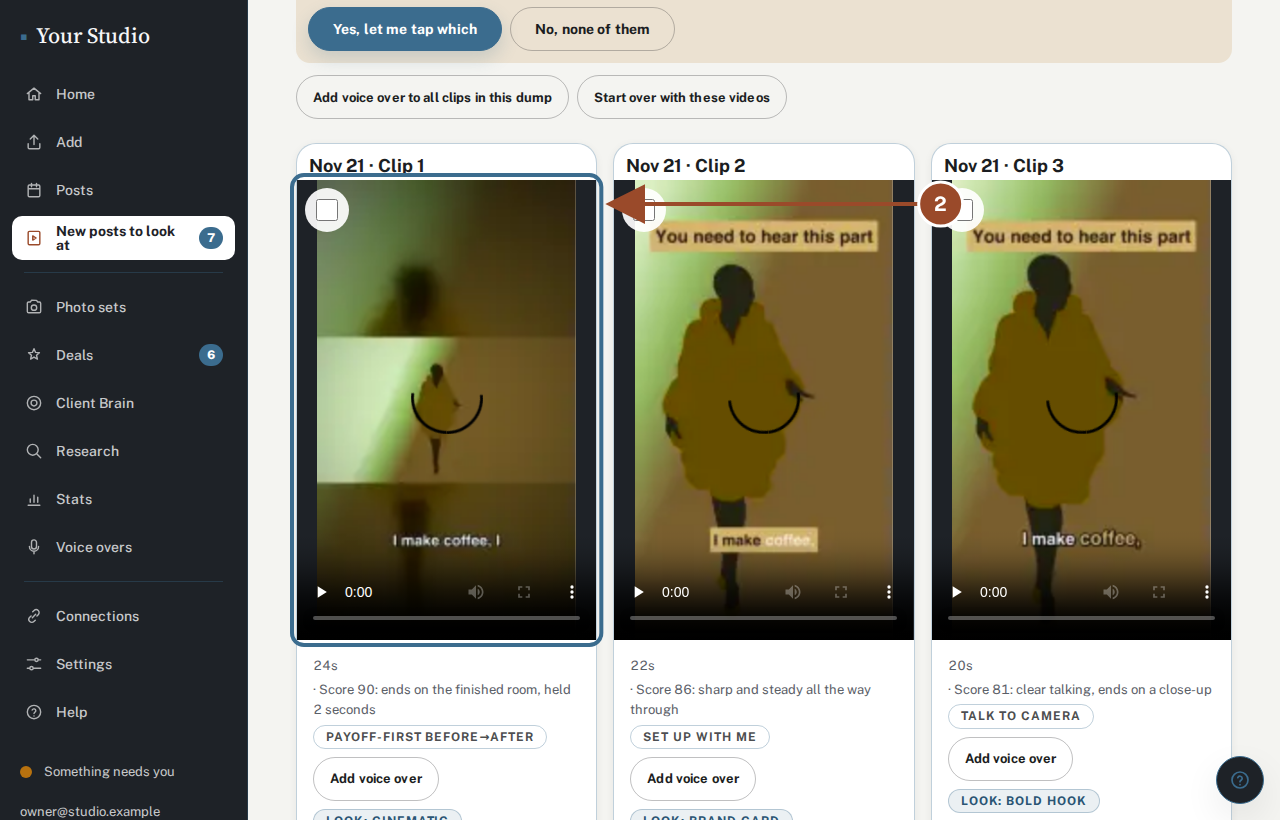 Your Studio
Home
Add
Posts
New posts to look at
7
Photo sets
Deals
6
Client Brain
Research
Stats
Voice overs
Connections
Settings
Help
Something needs you
owner@studio.example
Yes, let me tap which
No, none of them
Add voice over to all clips in this dump
Start over with these videos
Nov 21 · Clip 1
I make coffee. I
0:00
24s
· Score 90: ends on the finished room, held
2 seconds
PAYOFF-FIRST BEFORE→AFTER
Add voice over
LOOK: CINEMATIC
Nov 21 · Clip 2
You need to hear this part
I make coffee,
0:00
22s
· Score 86: sharp and steady all the way
through
SET UP WITH ME
Add voice over
LOOK: BRAND CARD
Nov 21 · Clip 3
2
You need to hear this part
I make coffee,
0:00
20s
· Score 81: clear talking, ends on a close-up
TALK TO CAMERA
Add voice over
LOOK: BOLD HOOK